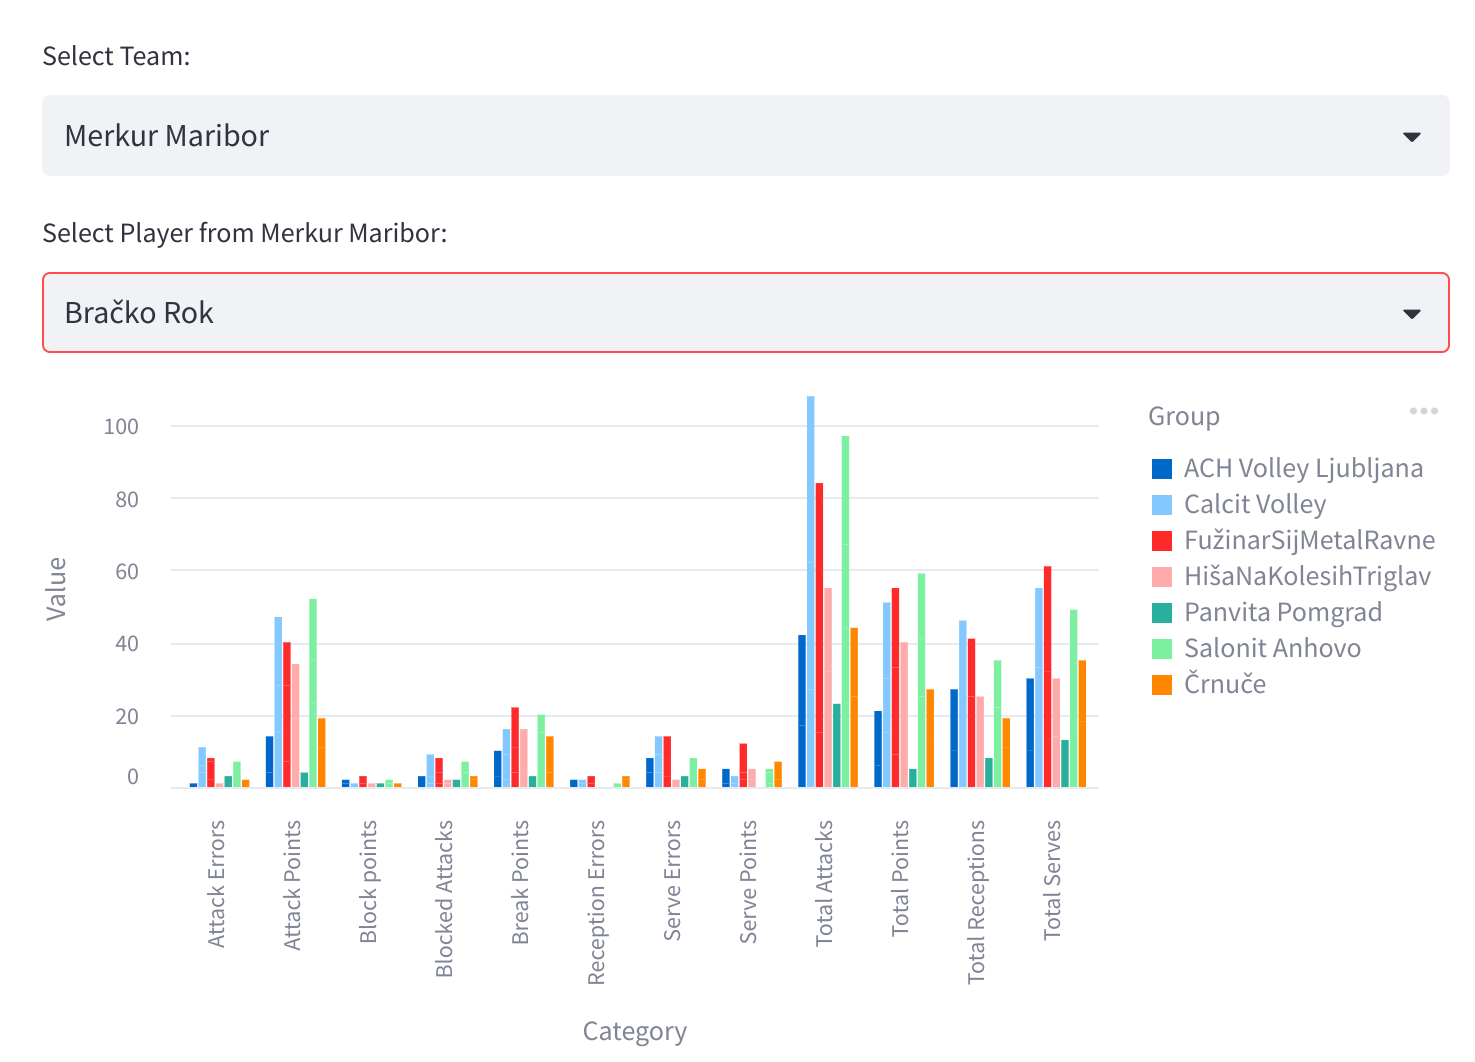 Select Team:
Merkur Maribor
Select Player from Merkur Maribor:
Bračko Rok
Group
ACH Volley Ljubljana
Calcit Volley
FužinarSijMetalRavne
HišaNaKolesihTriglav
Panvita Pomgrad
Salonit Anhovo
Črnuče
Value
100
80
60
40
20
0
Attack Errors
Attack Points
Block points
Blocked Attacks
Break Points
Reception Errors
Serve Errors
Serve Points
Total Attacks
Total Points
Total Receptions
Total Serves
Category